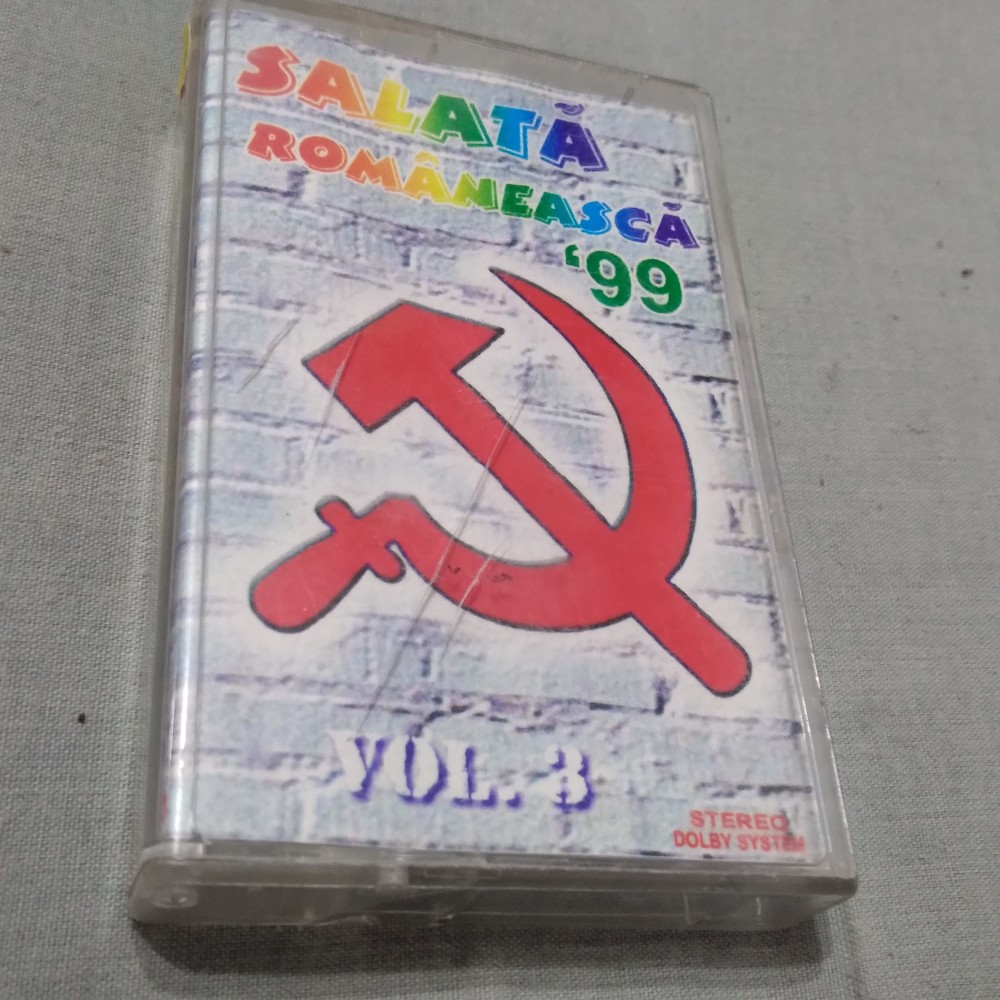 SALATĂ
ROMÂNEASCĂ
'99
VOL. 3
STEREO
DOLBY SYSTEM